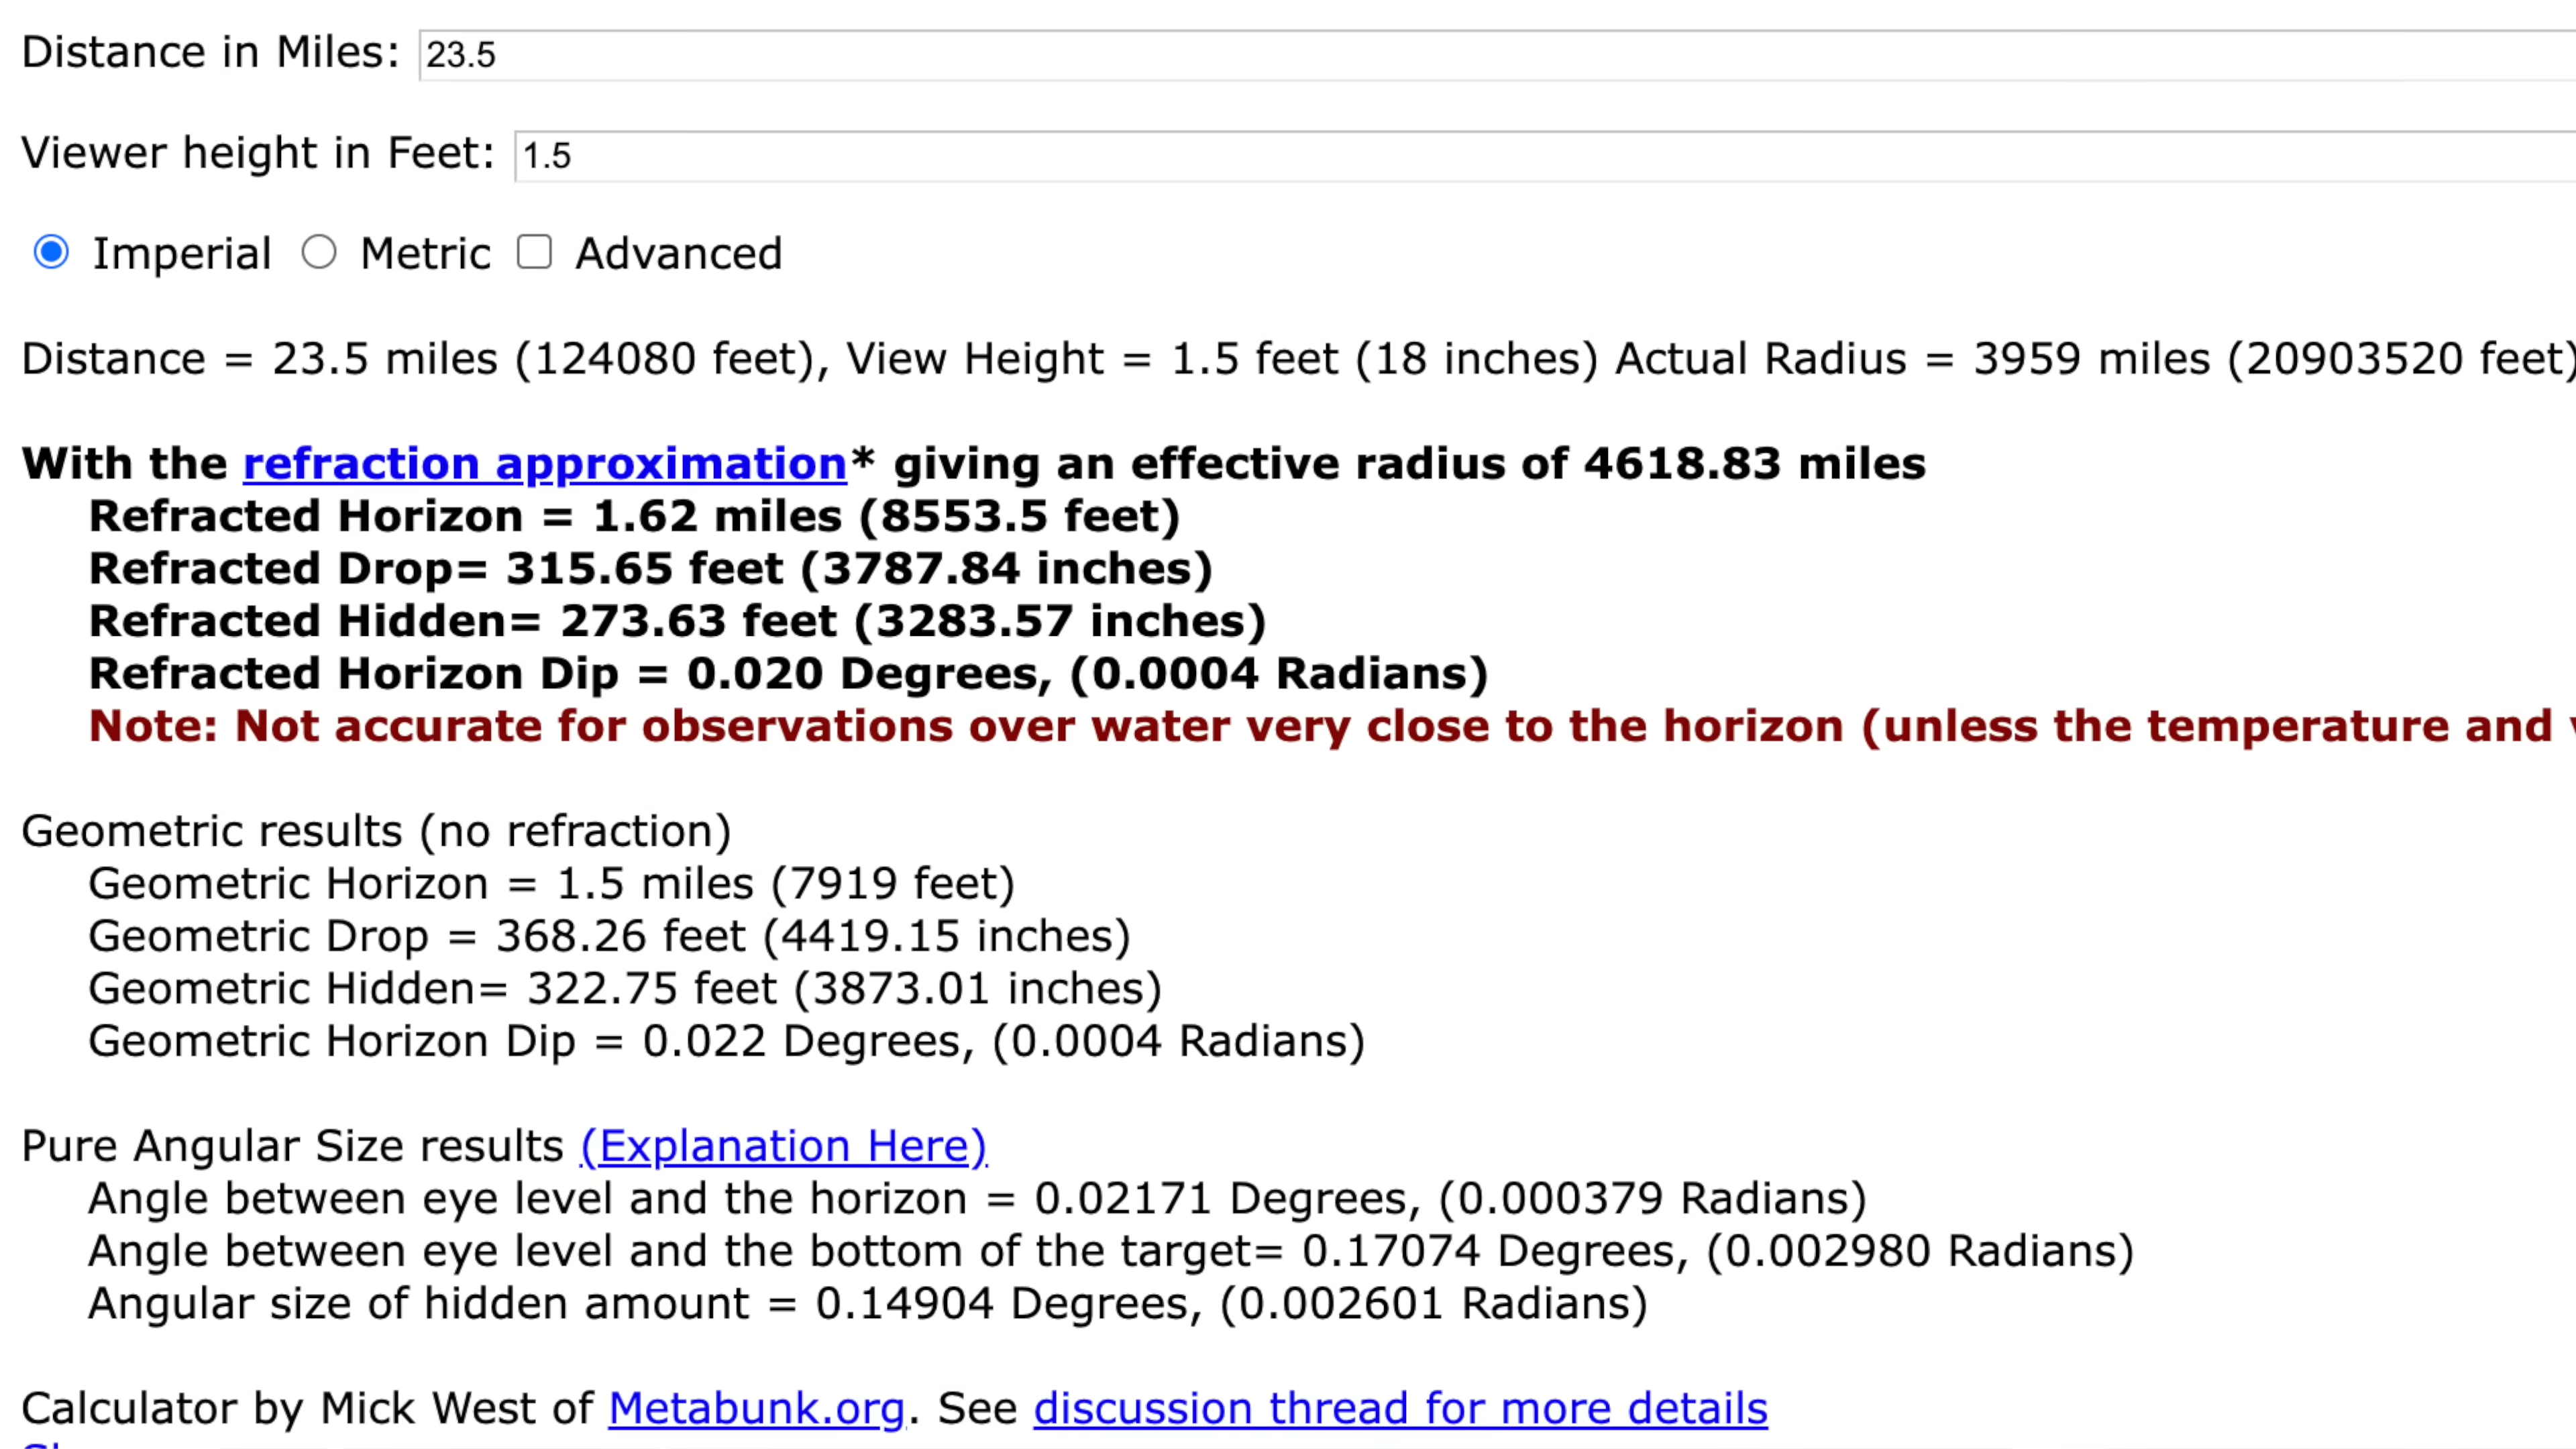 Distance in Miles: 23.5
Viewer height in Feet: 1.5
Imperial Metric Advanced
Distance = 23.5 miles (124080 feet), View Height = 1.5 feet (18 inches) Actual Radius = 3959 miles (20903520 feet)
With the refraction approximation* giving an effective radius of 4618.83 miles
Refracted Horizon = 1.62 miles (8553.5 feet)
Refracted Drop= 315.65 feet (3787.84 inches)
Refracted Hidden= 273.63 feet (3283.57 inches)
Refracted Horizon Dip = 0.020 Degrees, (0.0004 Radians)
Note: Not accurate for observations over water very close to the horizon (unless the temperature and
Geometric results (no refraction)
Geometric Horizon = 1.5 miles (7919 feet)
Geometric Drop = 368.26 feet (4419.15 inches)
Geometric Hidden= 322.75 feet (3873.01 inches)
Geometric Horizon Dip = 0.022 Degrees, (0.0004 Radians)
Pure Angular Size results (Explanation Here)
Angle between eye level and the horizon = 0.02171 Degrees, (0.000379 Radians)
Angle between eye level and the bottom of the target= 0.17074 Degrees, (0.002980 Radians)
Angular size of hidden amount = 0.14904 Degrees, (0.002601 Radians)
Calculator by Mick West of Metabunk.org. See discussion thread for more details